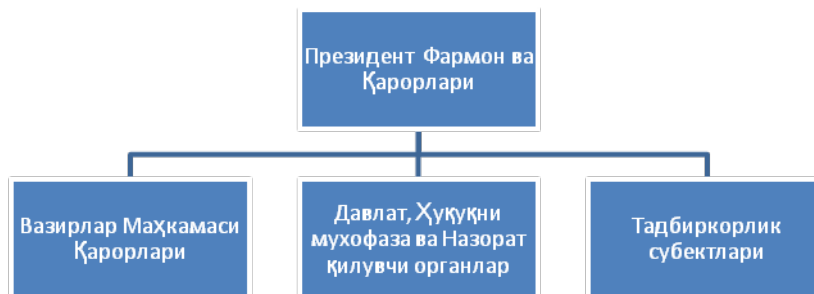 Президент Фармон ва
Қарорлари
Вазирлар Маҳкамаси
Қарорлари
Давлат, Ҳуқуқни
мухофаза ва Назорат
қилувчи органлар
Тадбиркорлик
субектлари